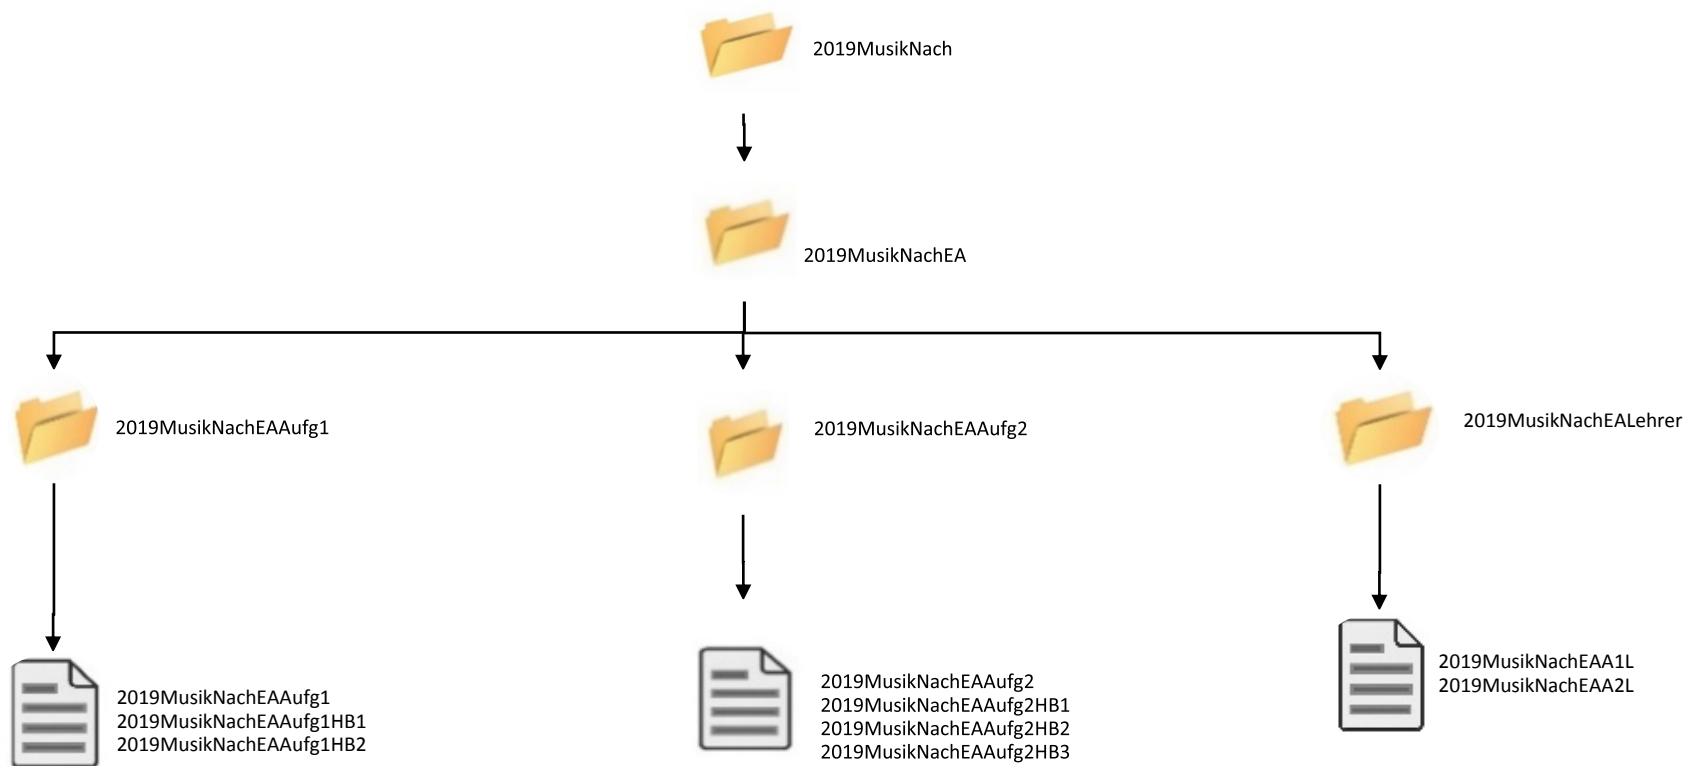 2019MusikNach
2019MusikNachEA
2019MusikNachEAAufg1
2019MusikNachEAAufg2
2019MusikNachEALehrer
2019MusikNachEAAufg1
2019MusikNachEAAufg1HB1
2019MusikNachEAAufg1HB2
2019MusikNachEAAufg2
2019MusikNachEAAufg2HB1
2019MusikNachEAAufg2HB2
2019MusikNachEAAufg2HB3
2019MusikNachEAA1L
2019MusikNachEAA2L